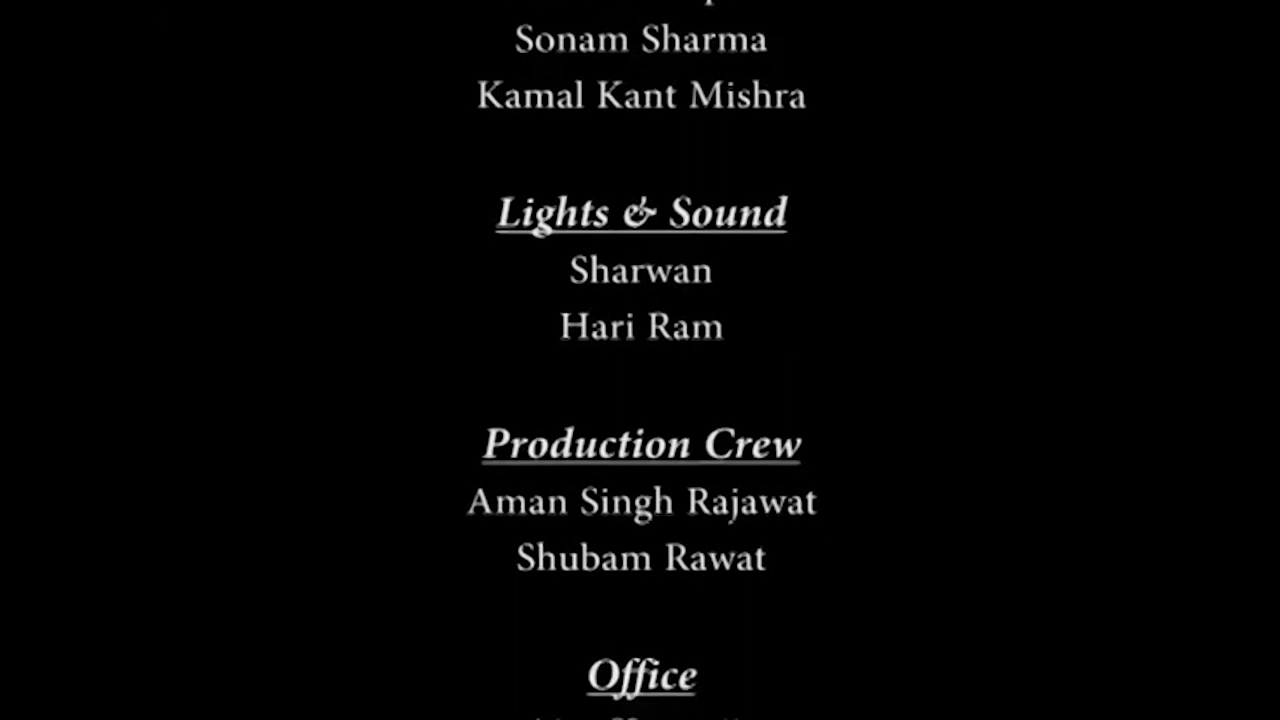 Sonam Sharma
Kamal Kant Mishra
Lights & Sound
Sharwan
Hari Ram
Production Crew
Aman Singh Rajawat
Shubam Rawat
Office